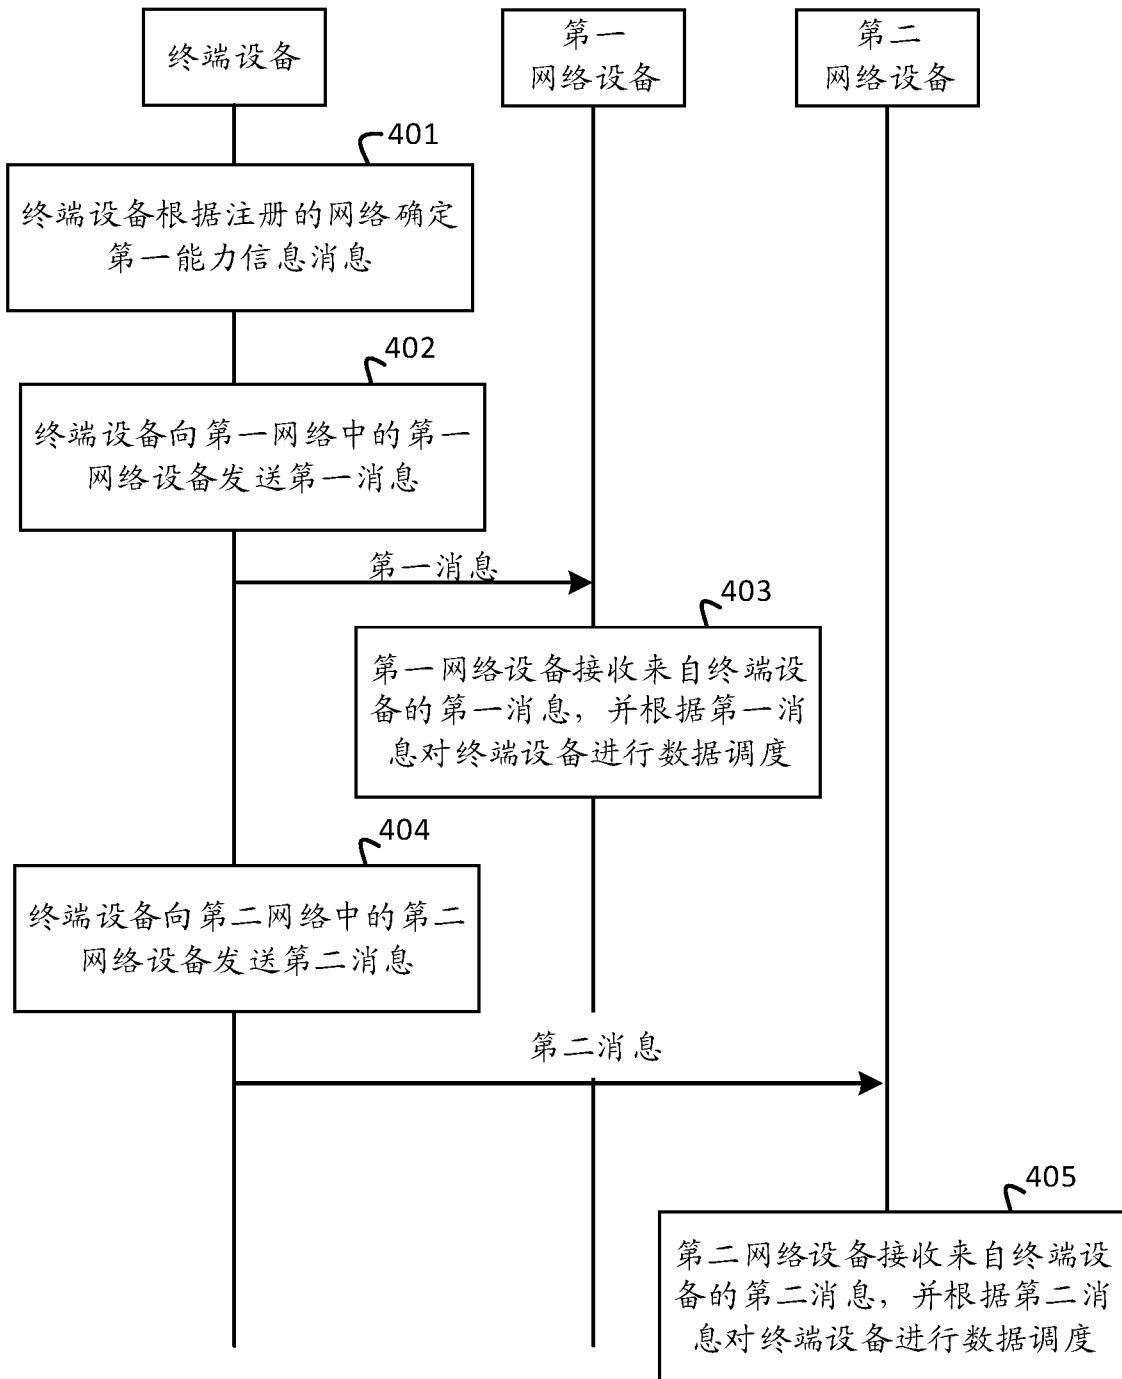 终端设备
第一
网络设备
第二
网络设备
401
终端设备根据注册的网络确定
第一能力信息消息
402
终端设备向第一网络中的第一
网络设备发送第一消息
第一消息
403
第一网络设备接收来自终端设
备的第一消息，并根据第一消
息对终端设备进行数据调度
404
终端设备向第二网络中的第二
网络设备发送第二消息
第二消息
405
第二网络设备接收来自终端设
备的第二消息，并根据第二消
息对终端设备进行数据调度